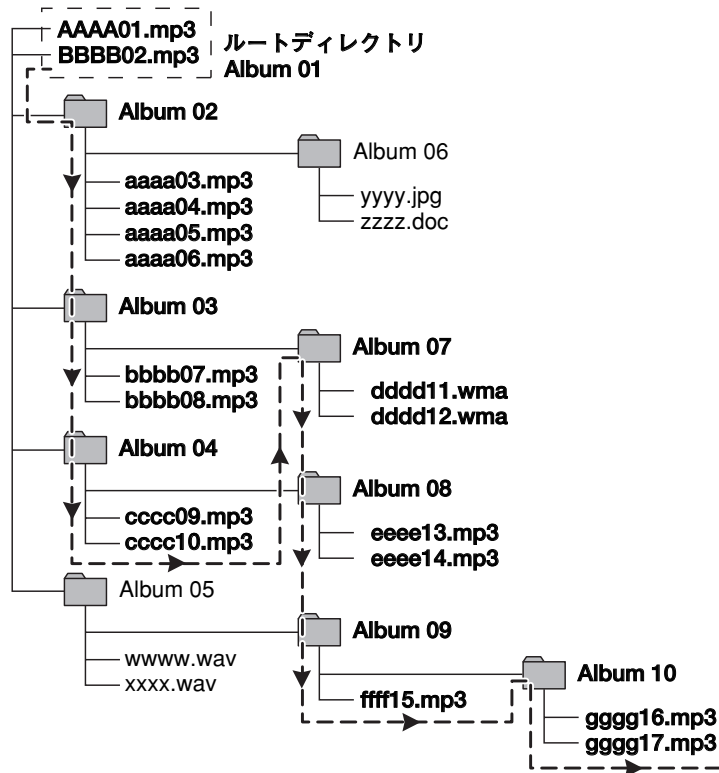 AAAA01.mp3
BBBB02.mp3
ルートディレクトリ
Album 01
Album 02
Album 06
aaaa03.mp3
aaaa04.mp3
aaaa05.mp3
aaaa06.mp3
yyyy.jpg
zzzz.doc
Album 03
Album 07
bbbb07.mp3
bbbb08.mp3
dddd11.wma
dddd12.wma
Album 04
Album 08
cccc09.mp3
cccc10.mp3
eeee13.mp3
eeee14.mp3
Album 05
Album 09
wwww.wav
xxxx.wav
ffff15.mp3
Album 10
gggg16.mp3
gggg17.mp3